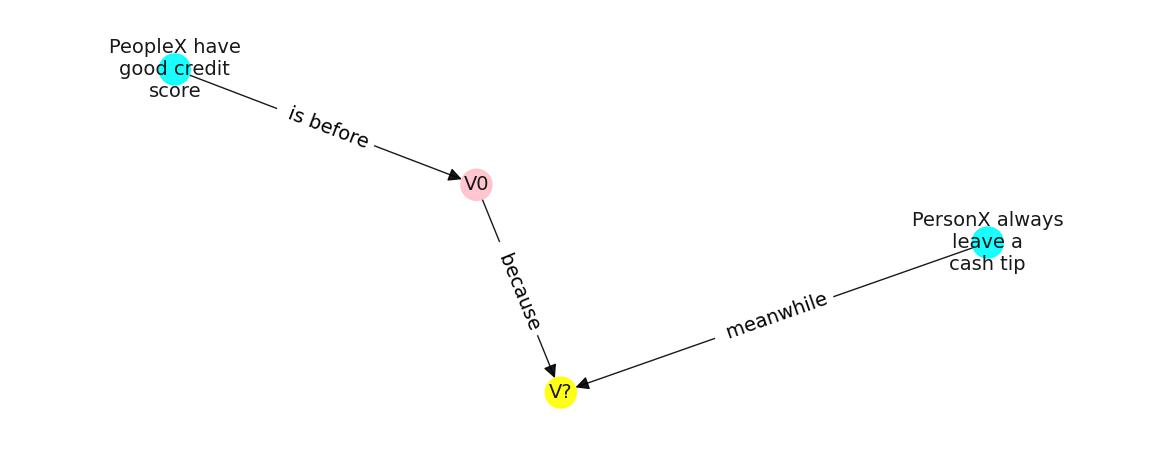 PeopleX have
good credit
score
is before
V0
PersonX always
leave a
cash tip
because
meanwhile
V?